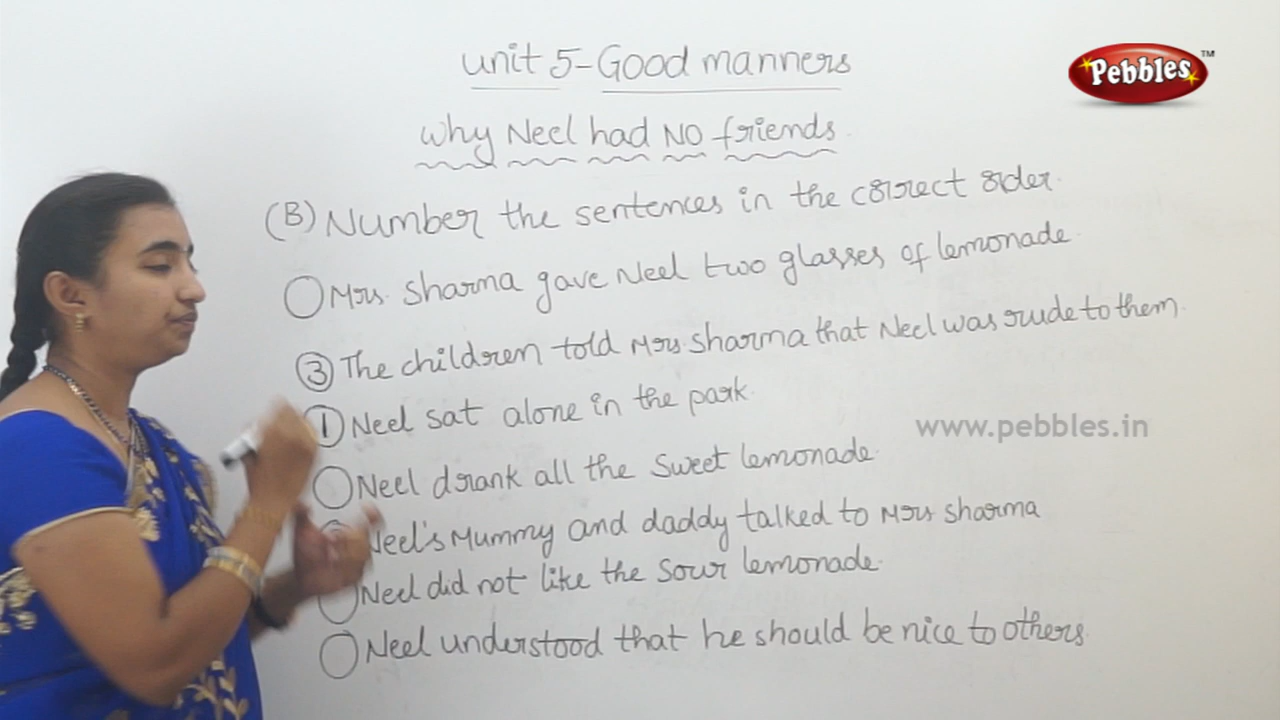 unit 5-Good manners
Pebbles TM
why Neel had NO friends.
(B) Number the sentences in the correct order.
Mrs. Sharma gave Neel two glasses of lemonade.
3 The children told Mrs. Sharma that Neel was rude to them.
1 Neel sat alone in the park.
www.pebbles.in
Neel drank all the sweet lemonade.
Neel's Mummy and daddy talked to Mrs Sharma
Neel did not like the sour lemonade.
Neel understood that he should be nice to others.